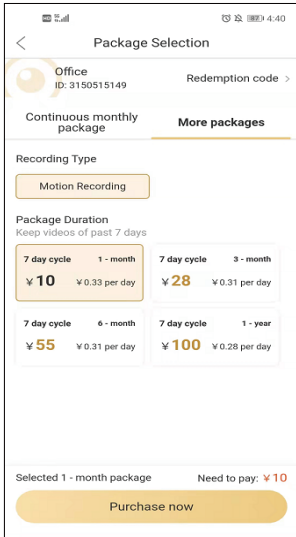 HD 5G 4:40
Package Selection
Office
ID: 3150515149
Redemption code >
Continuous monthly
package
More packages
Recording Type
Motion Recording
Package Duration
Keep videos of past 7 days
7 day cycle 1 - month
¥ 10 ¥ 0.33 per day
7 day cycle 3 - month
¥ 28 ¥ 0.31 per day
7 day cycle 6 - month
¥ 55 ¥ 0.31 per day
7 day cycle 1 - year
¥ 100 ¥ 0.28 per day
Selected 1 - month package Need to pay: ¥ 10
Purchase now